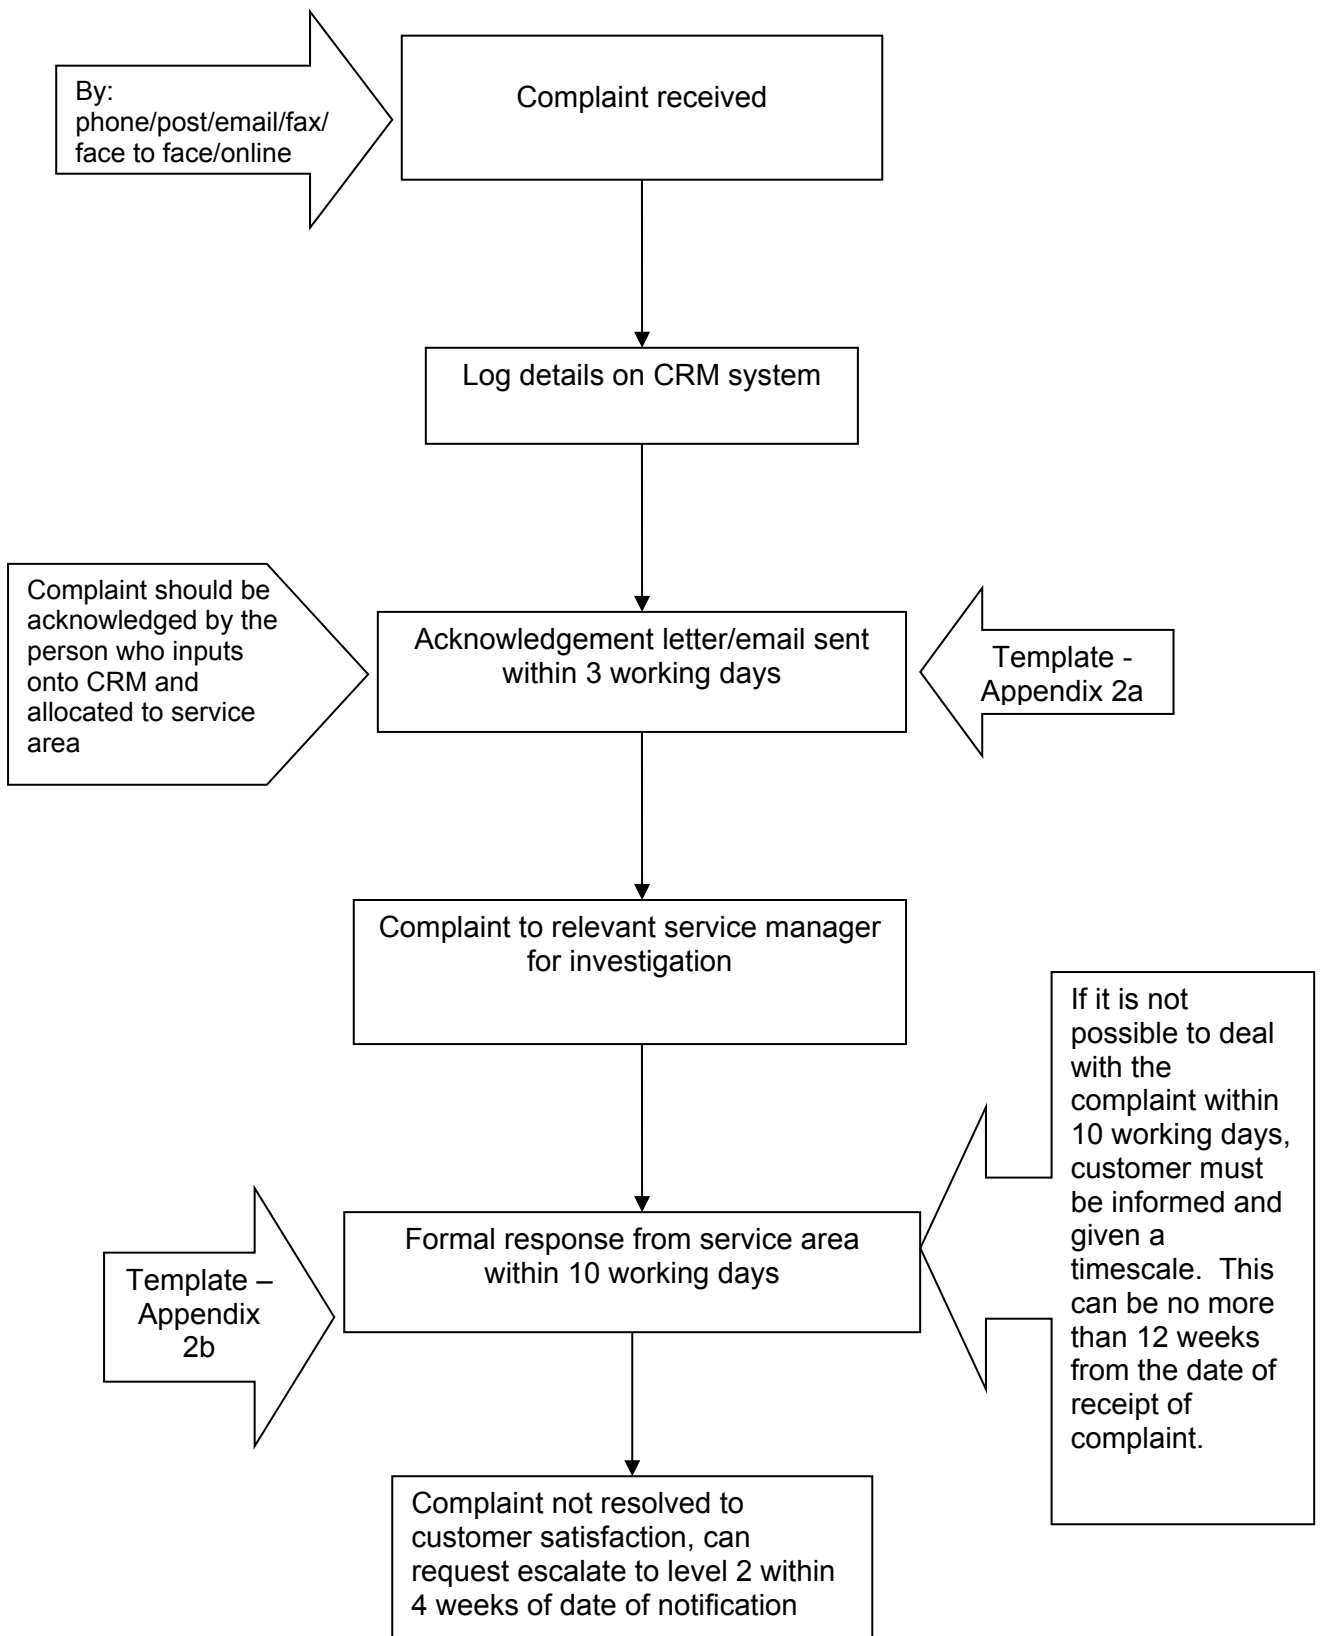 By:
phone/post/email/fax/
face to face/online
Complaint received
Log details on CRM system
Complaint should be
acknowledged by the
person who inputs
onto CRM and
allocated to service
area
Acknowledgement letter/email sent
within 3 working days
Template -
Appendix 2a
Complaint to relevant service manager
for investigation
If it is not
possible to deal
with the
complaint within
10 working days,
customer must
be informed and
given a
timescale.  This
can be no more
than 12 weeks
from the date of
receipt of
complaint.
Template –
Appendix
2b
Formal response from service area
within 10 working days
Complaint not resolved to
customer satisfaction, can
request escalate to level 2 within
4 weeks of date of notification